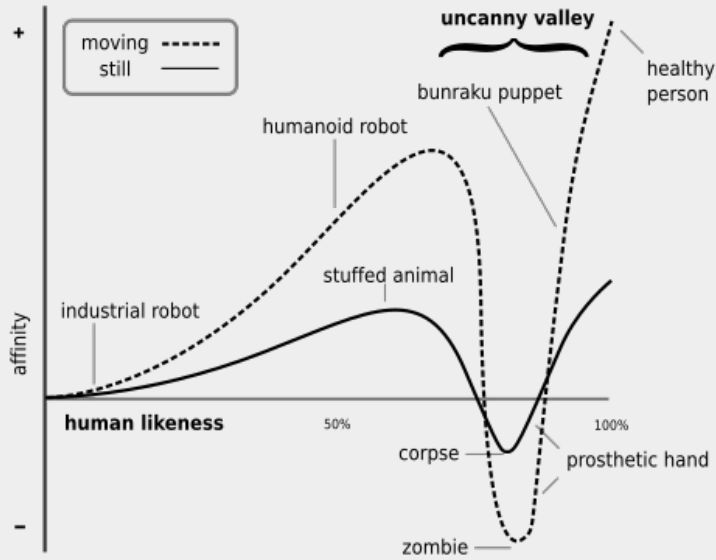 +
uncanny valley
moving
still
healthy
person
bunraku puppet
humanoid robot
stuffed animal
industrial robot
affinity
human likeness
50%
100%
corpse
prosthetic hand
–
zombie